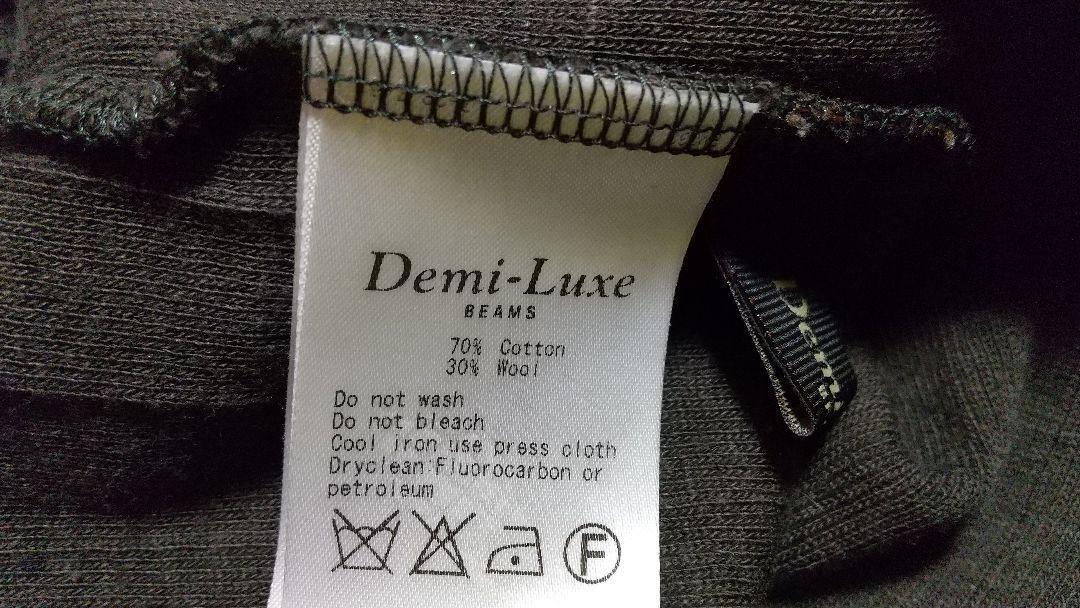 Demi-Luxe
BEAMS
70% Cotton
30% Wool
Do not wash
Do not bleach
Cool iron use press cloth
Dryclean:Fluorocarbon or
petroleum
F
Demi